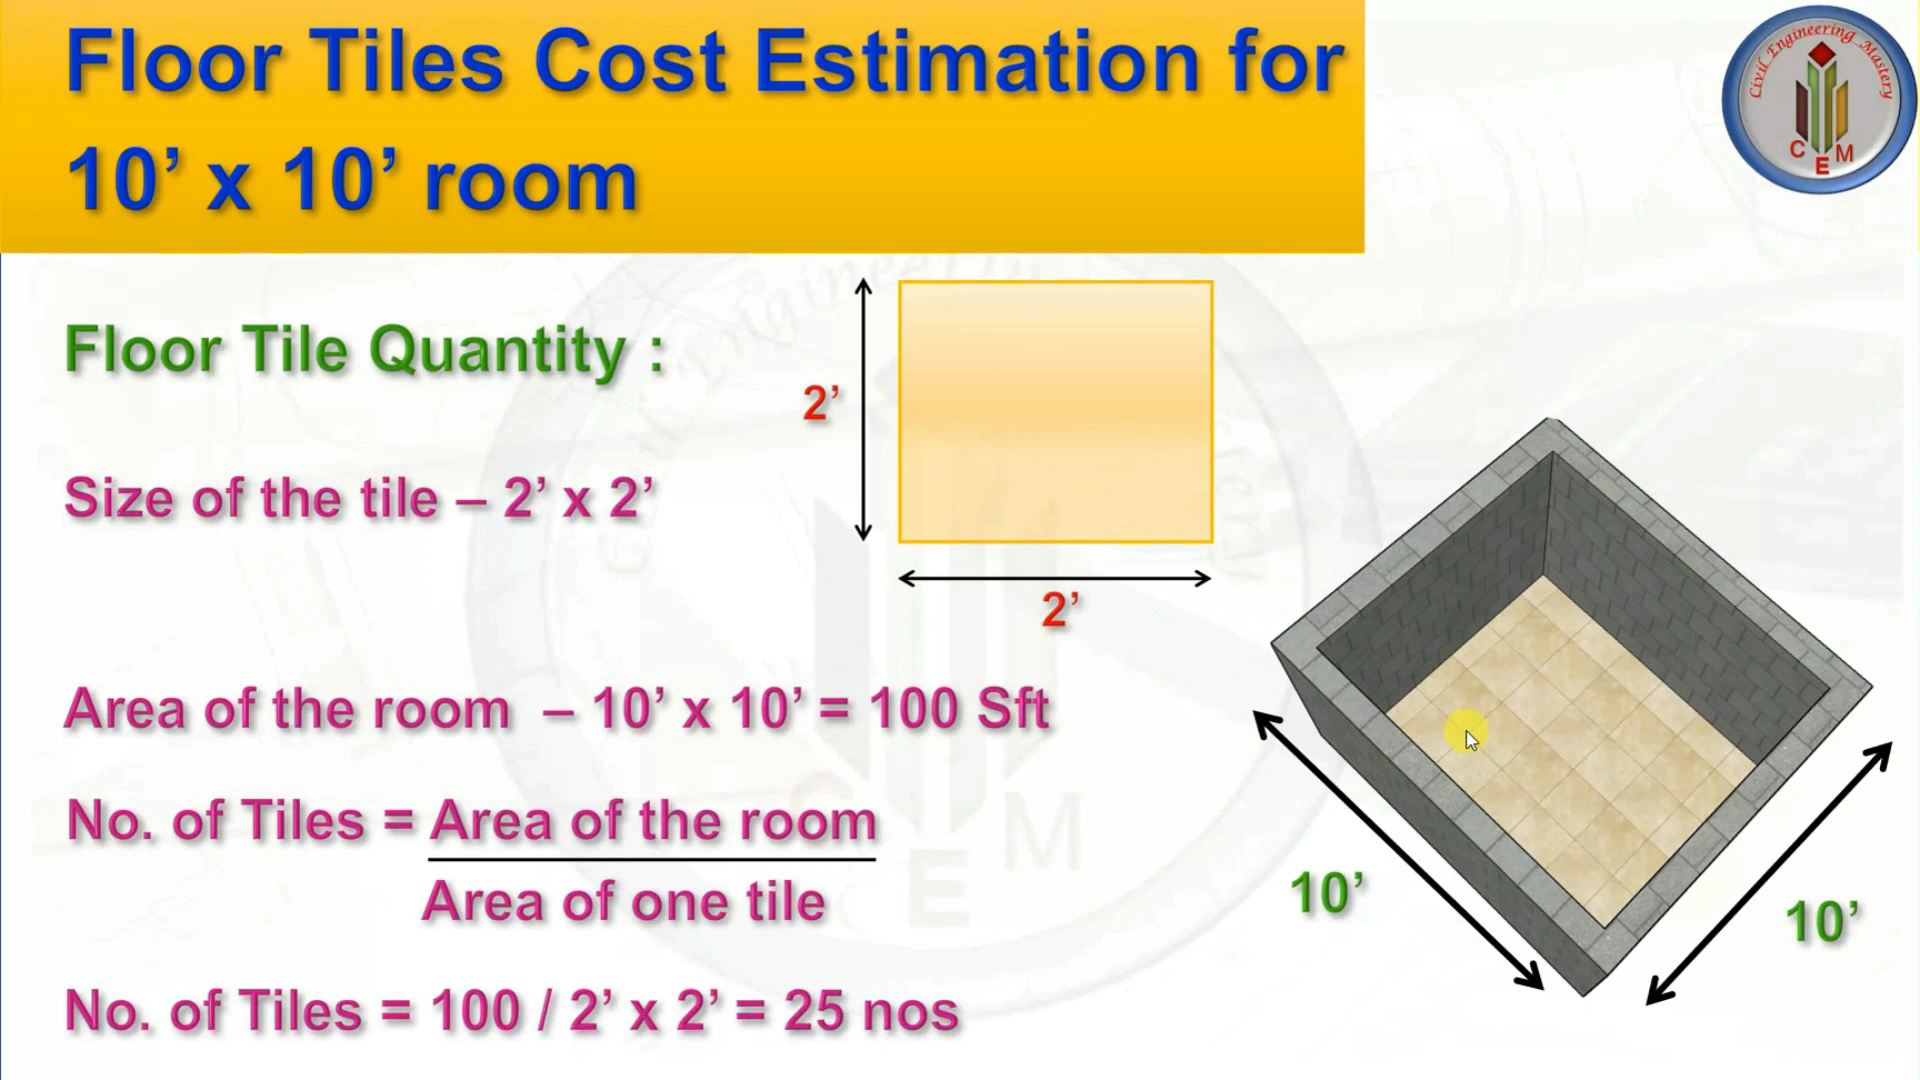 Floor Tiles Cost Estimation for
10’ x 10’ room
Civil Engineering Mastery
C E M
Floor Tile Quantity :
2’
Size of the tile – 2’ x 2’
2’
Area of the room – 10’ x 10’ = 100 Sft
No. of Tiles = Area of the room
Area of one tile
10’
10’
No. of Tiles = 100 / 2’ x 2’ = 25 nos